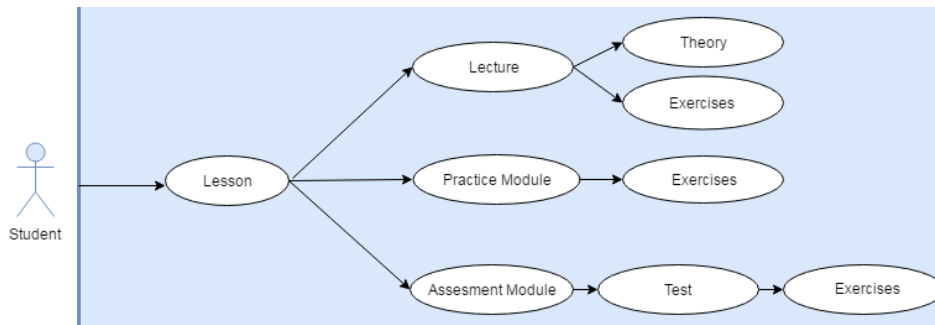 Theory
Lecture
Exercises
Lesson
Practice Module
Exercises
Student
Assesment Module
Test
Exercises